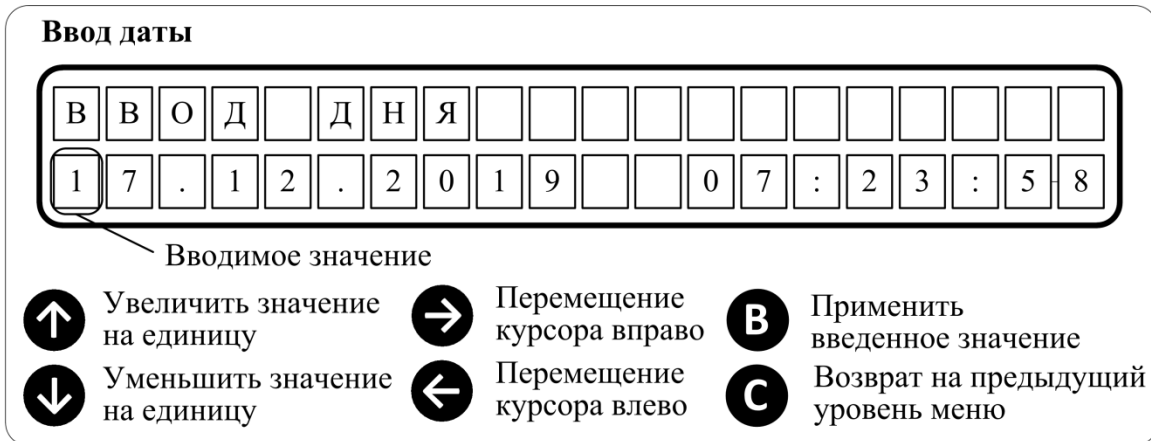 Ввод даты
ВВОД ДНЯ
17.12.2019 07:23:58
Вводимое значение
Увеличить значение
на единицу
Перемещение
курсора вправо
B
Применить
введенное значение
Уменьшить значение
на единицу
Перемещение
курсора влево
C
Возврат на предыдущий
уровень меню